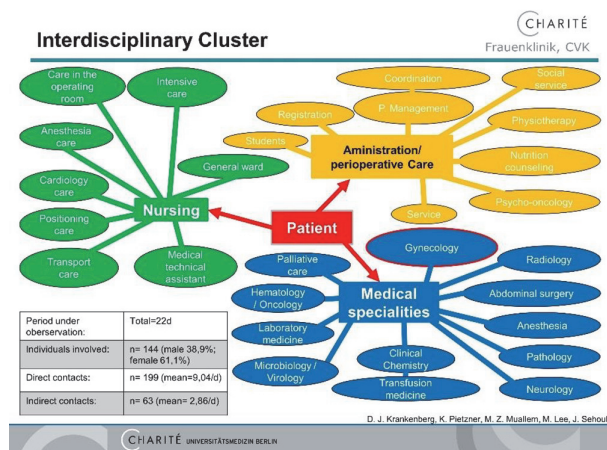 CHARITÉ
Interdisciplinary Cluster
Frauenklinik, CVK
Care in the
operating
room
Intensive
care
Anesthesia
care
General ward
Cardiology
care
Nursing
Positioning
care
Transport
care
Medical
technical
assistant
Coordination
Social
service
Registration
P. Management
Physiotherapy
Students
Aministration/
perioperative Care
Nutrition
counseling
Psycho-oncology
Service
Patient
Gynecology
Palliative
care
Radiology
Hematology
/ Oncology
Medical
specialities
Abdominal surgery
Laboratory
medicine
Anesthesia
Microbiology /
Virology
Clinical
Chemistry
Pathology
Transfusion
medicine
Neurology
Period under
oberservation:
Total=22d
Individuals involved:
n= 144 (male 38,9%;
female 61,1%)
Direct contacts:
n= 199 (mean=9,04/d)
Indirect contacts:
n= 63 (mean= 2,86/d)
D. J. Krankenberg, K. Pietzner, M. Z. Muallem, M. Lee, J. Sehoul
CHARITÉ UNIVERSITÄTSMEDIZIN BERLIN